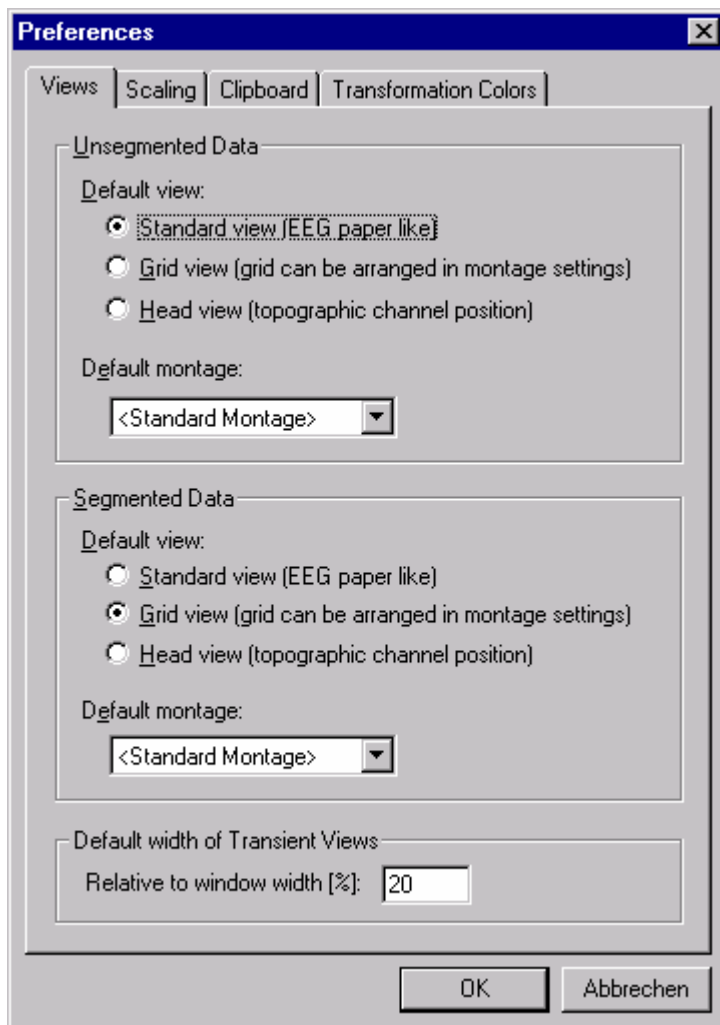 Preferences
Views Scaling Clipboard Transformation Colors
Unsegmented Data
Default view:
Standard view (EEG paper like)
Grid view (grid can be arranged in montage settings)
Head view (topographic channel position)
Default montage:
<Standard Montage>
Segmented Data
Default view:
Standard view (EEG paper like)
Grid view (grid can be arranged in montage settings)
Head view (topographic channel position)
Default montage:
<Standard Montage>
Default width of Transient Views
Relative to window width [%]: 20
OK Abbrechen